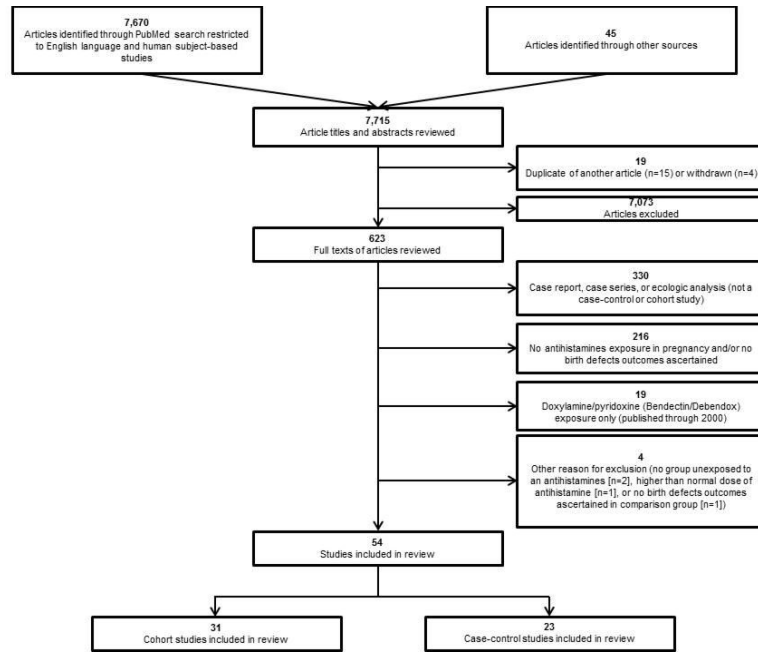 7,670
Articles identified through PubMed search restricted
to English language and human subject-based
studies
45
Articles identified through other sources
7,715
Article titles and abstracts reviewed
19
Duplicate of another article (n=15) or withdrawn (n=4)
7,073
Articles excluded
623
Full texts of articles reviewed
330
Case report, case series, or ecologic analysis (not a
case-control or cohort study)
216
No antihistamines exposure in pregnancy and/or no
birth defects outcomes ascertained
19
Doxylamine/pyridoxine (Bendectin/Debendox)
exposure only (published through 2000)
4
Other reason for exclusion (no group unexposed to
an antihistamines [n=2], higher than normal dose of
antihistamine [n=1], or no birth defects outcomes
ascertained in comparison group [n=1])
54
Studies included in review
31
Cohort studies included in review
23
Case-control studies included in review